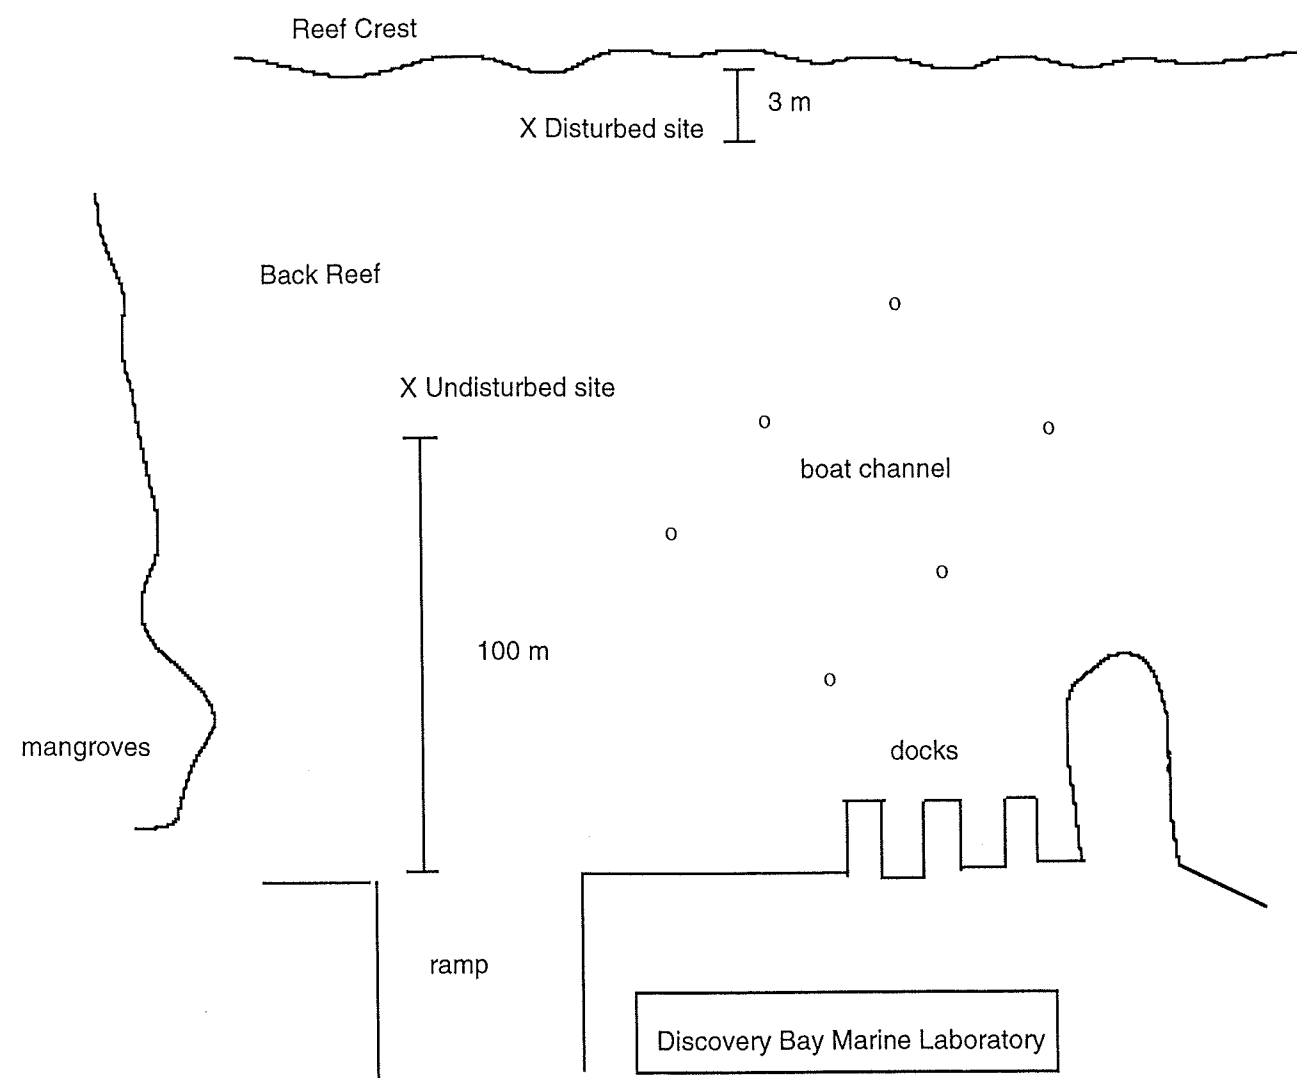 Reef Crest
3 m
X Disturbed site
Back Reef
o
X Undisturbed site
o
o
boat channel
o
o
100 m
o
mangroves
docks
ramp
Discovery Bay Marine Laboratory